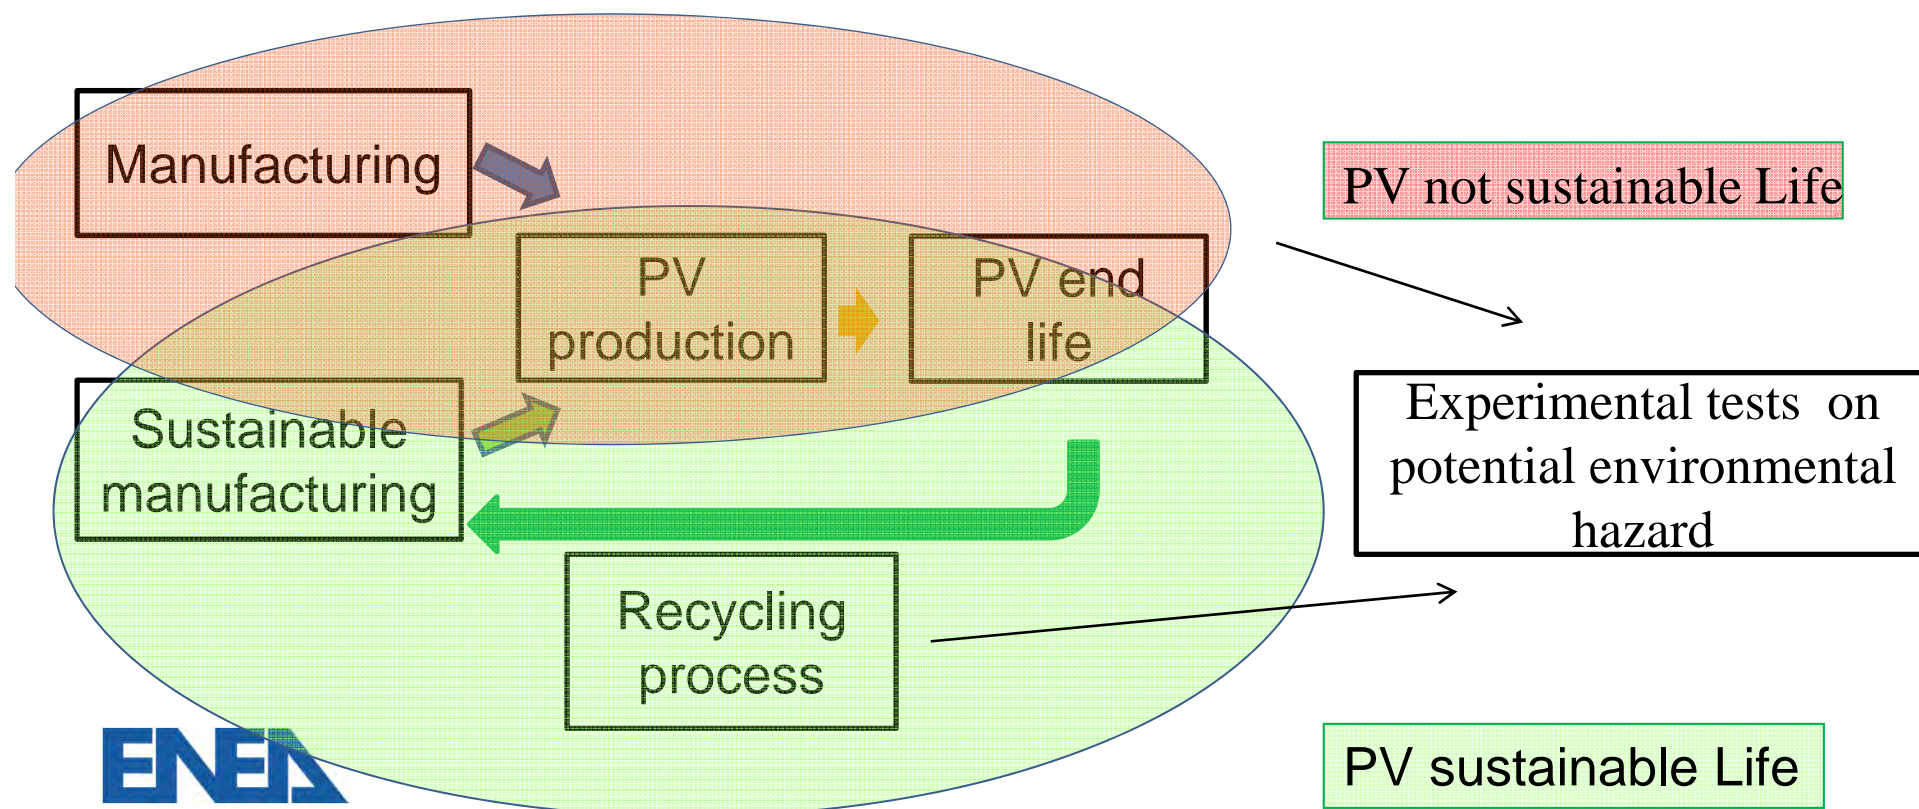 Manufacturing
PV not sustainable Life
PV
production
PV end
life
Experimental tests on
potential environmental
hazard
Sustainable
manufacturing
Recycling
process
ENEA
PV sustainable Life